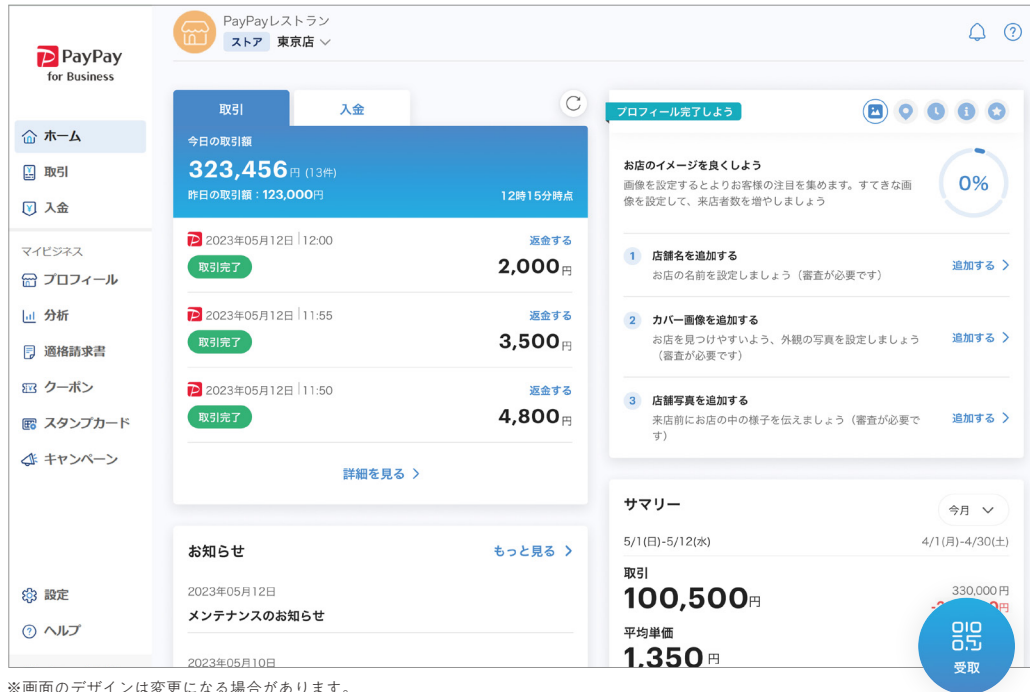 PayPay
for Business
ホーム
取引
入金
マイビジネス
プロフィール
分析
適格請求書
クーポン
スタンプカード
キャンペーン
設定
ヘルプ
PayPayレストラン
ストア 東京店
取引 入金
今日の取引額
323,456円 (13件)
昨日の取引額：123,000円 12時15分時点
2023年05月12日 12:00 返金する
取引完了 2,000円
2023年05月12日 11:55 返金する
取引完了 3,500円
2023年05月12日 11:50 返金する
取引完了 4,800円
詳細を見る
お知らせ もっと見る
2023年05月12日
メンテナンスのお知らせ
2023年05月10日
プロフィール完了しよう
お店のイメージを良くしよう
画像を設定するとよりお客様の注目を集めます。すてきな画
像を設定して、来店者数を増やしましょう
0%
1 店舗名を追加する
お店の名前を設定しましょう（審査が必要です） 追加する
2 カバー画像を追加する
お店を見つけやすいよう、外観の写真を設定しましょう
（審査が必要です） 追加する
3 店舗写真を追加する
来店前にお店の中の様子を伝えましょう（審査が必要で
す） 追加する
サマリー 今月
5/1(日)-5/12(水) 4/1(月)-4/30(土)
取引
100,500円 330,000円
平均単価
1,350円
受取
※画面のデザインは変更になる場合があります。